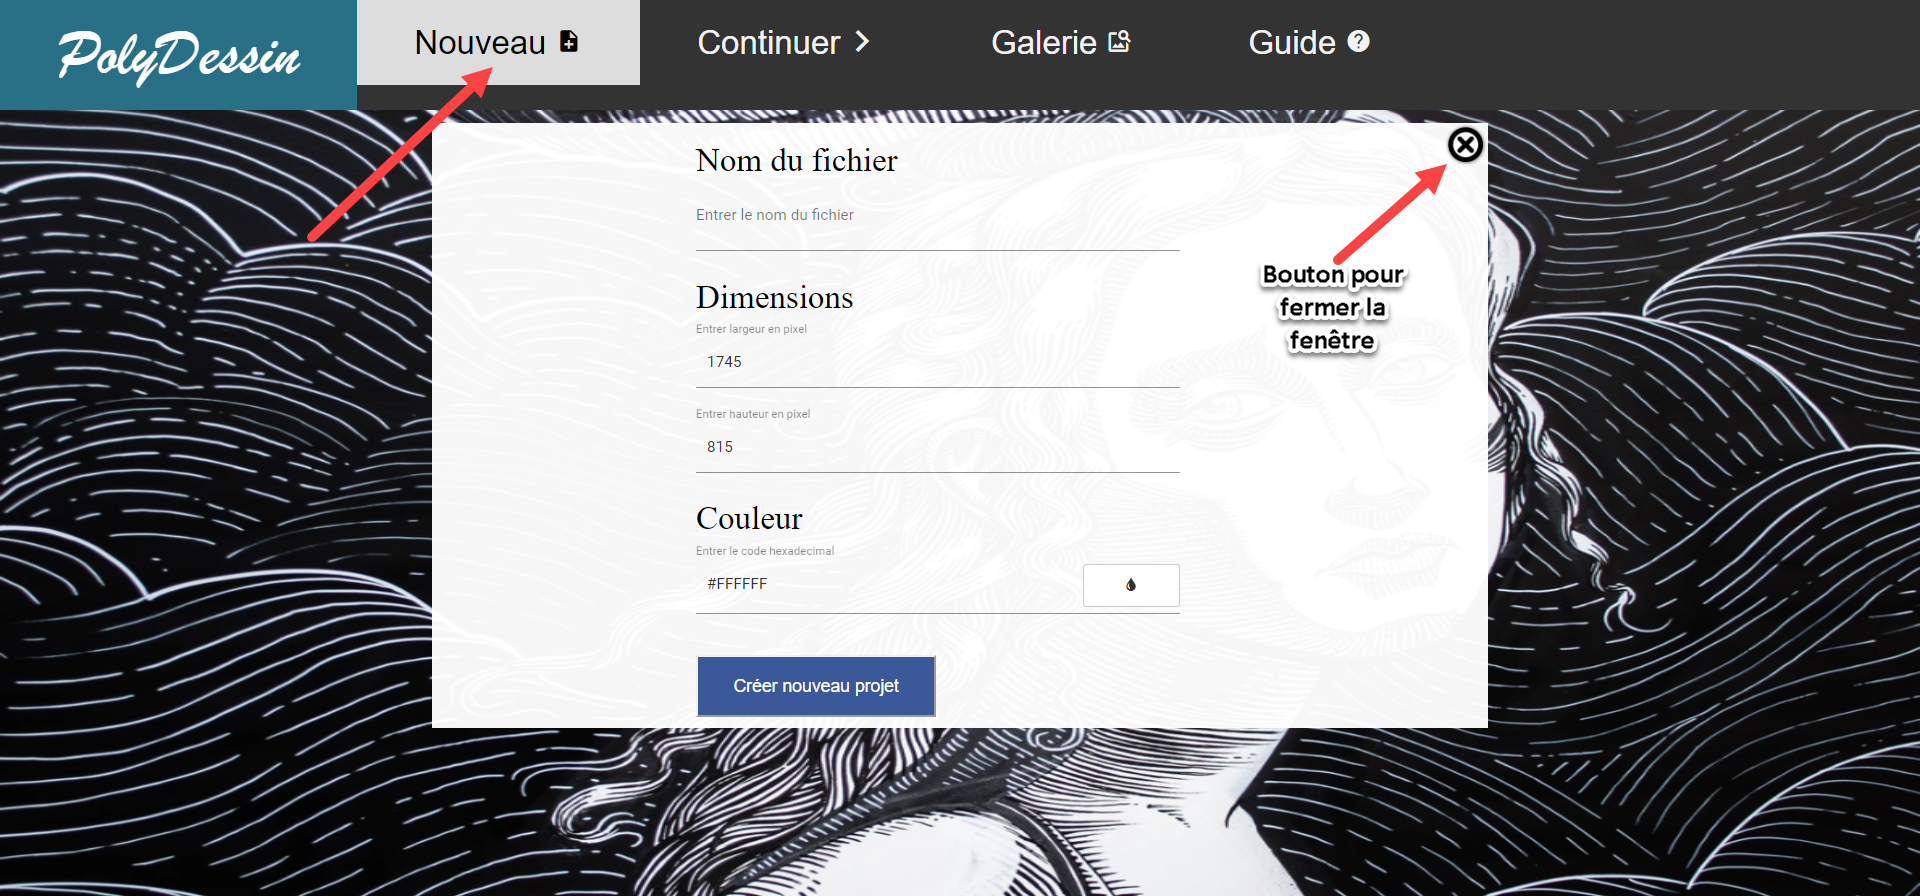 PolyDessin
Nouveau
Continuer
Galerie
Guide ?
Nom du fichier
Entrer le nom du fichier
Dimensions
Entrer largeur en pixel
1745
Entrer hauteur en pixel
815
Couleur
Entrer le code hexadecimal
#FFFFFF
Créer nouveau projet
Bouton pour
fermer la
fenêtre